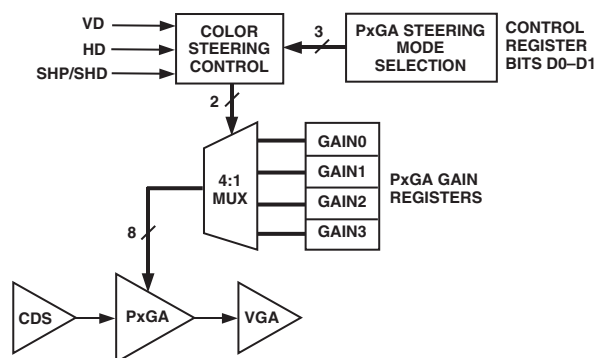 VD
HD
SHP/SHD
COLOR
STEERING
CONTROL
3
PxGA STEERING
MODE
SELECTION
CONTROL
REGISTER
BITS D0–D1
2
4:1
MUX
GAIN0
GAIN1
GAIN2
GAIN3
PxGA GAIN
REGISTERS
8
CDS
PxGA
VGA